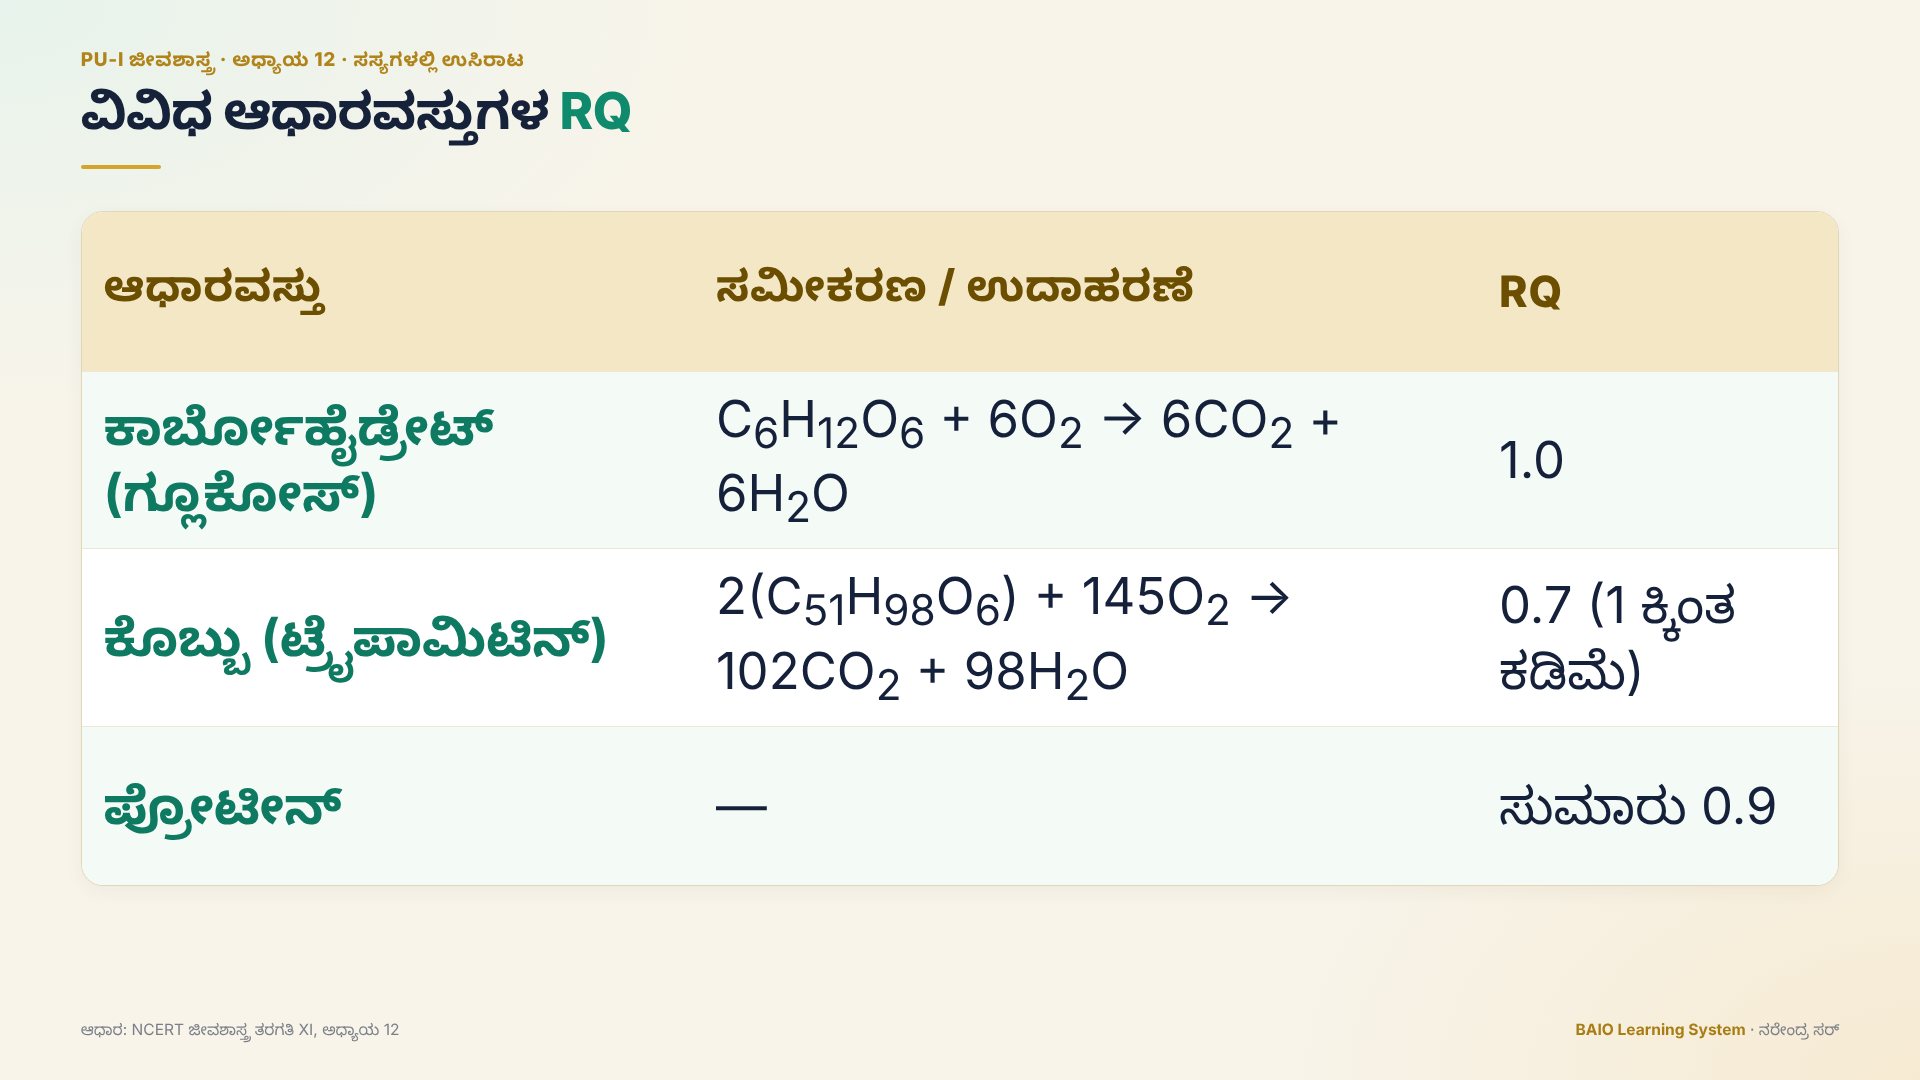 PU-I ಜೀವಶಾಸ್ತ್ರ · ಅಧ್ಯಾಯ 12 · ಸಸ್ಯಗಳಲ್ಲಿ ಉಸಿರಾಟ
ವಿವಿಧ ಆಧಾರವಸ್ತುಗಳ RQ
ಆಧಾರವಸ್ತು
ಸಮೀಕರಣ / ಉದಾಹರಣೆ
RQ
ಕಾರ್ಬೋಹೈಡ್ರೇಟ್
(ಗ್ಲೂಕೋಸ್)
C₆H₁₂O₆ + 6O₂ → 6CO₂ +
6H₂O
1.0
ಕೊಬ್ಬು (ಟ್ರೈಪಾಮಿಟಿನ್)
2(C₅₁H₉₈O₆) + 145O₂ →
102CO₂ + 98H₂O
0.7 (1 ಕ್ಕಿಂತ
ಕಡಿಮೆ)
ಪ್ರೋಟೀನ್
—
ಸುಮಾರು 0.9
ಆಧಾರ: NCERT ಜೀವಶಾಸ್ತ್ರ ತರಗತಿ XI, ಅಧ್ಯಾಯ 12
BAIO Learning System · ನರೇಂದ್ರ ಸರ್